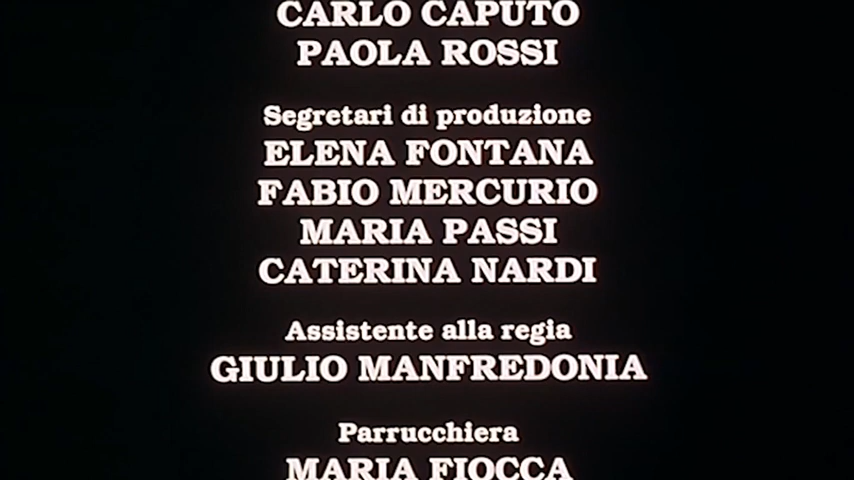 CARLO CAPUTO
PAOLA ROSSI
Segretari di produzione
ELENA FONTANA
FABIO MERCURIO
MARIA PASSI
CATERINA NARDI
Assistente alla regia
GIULIO MANFREDONIA
Parrucchiera
MARIA FIOCCA